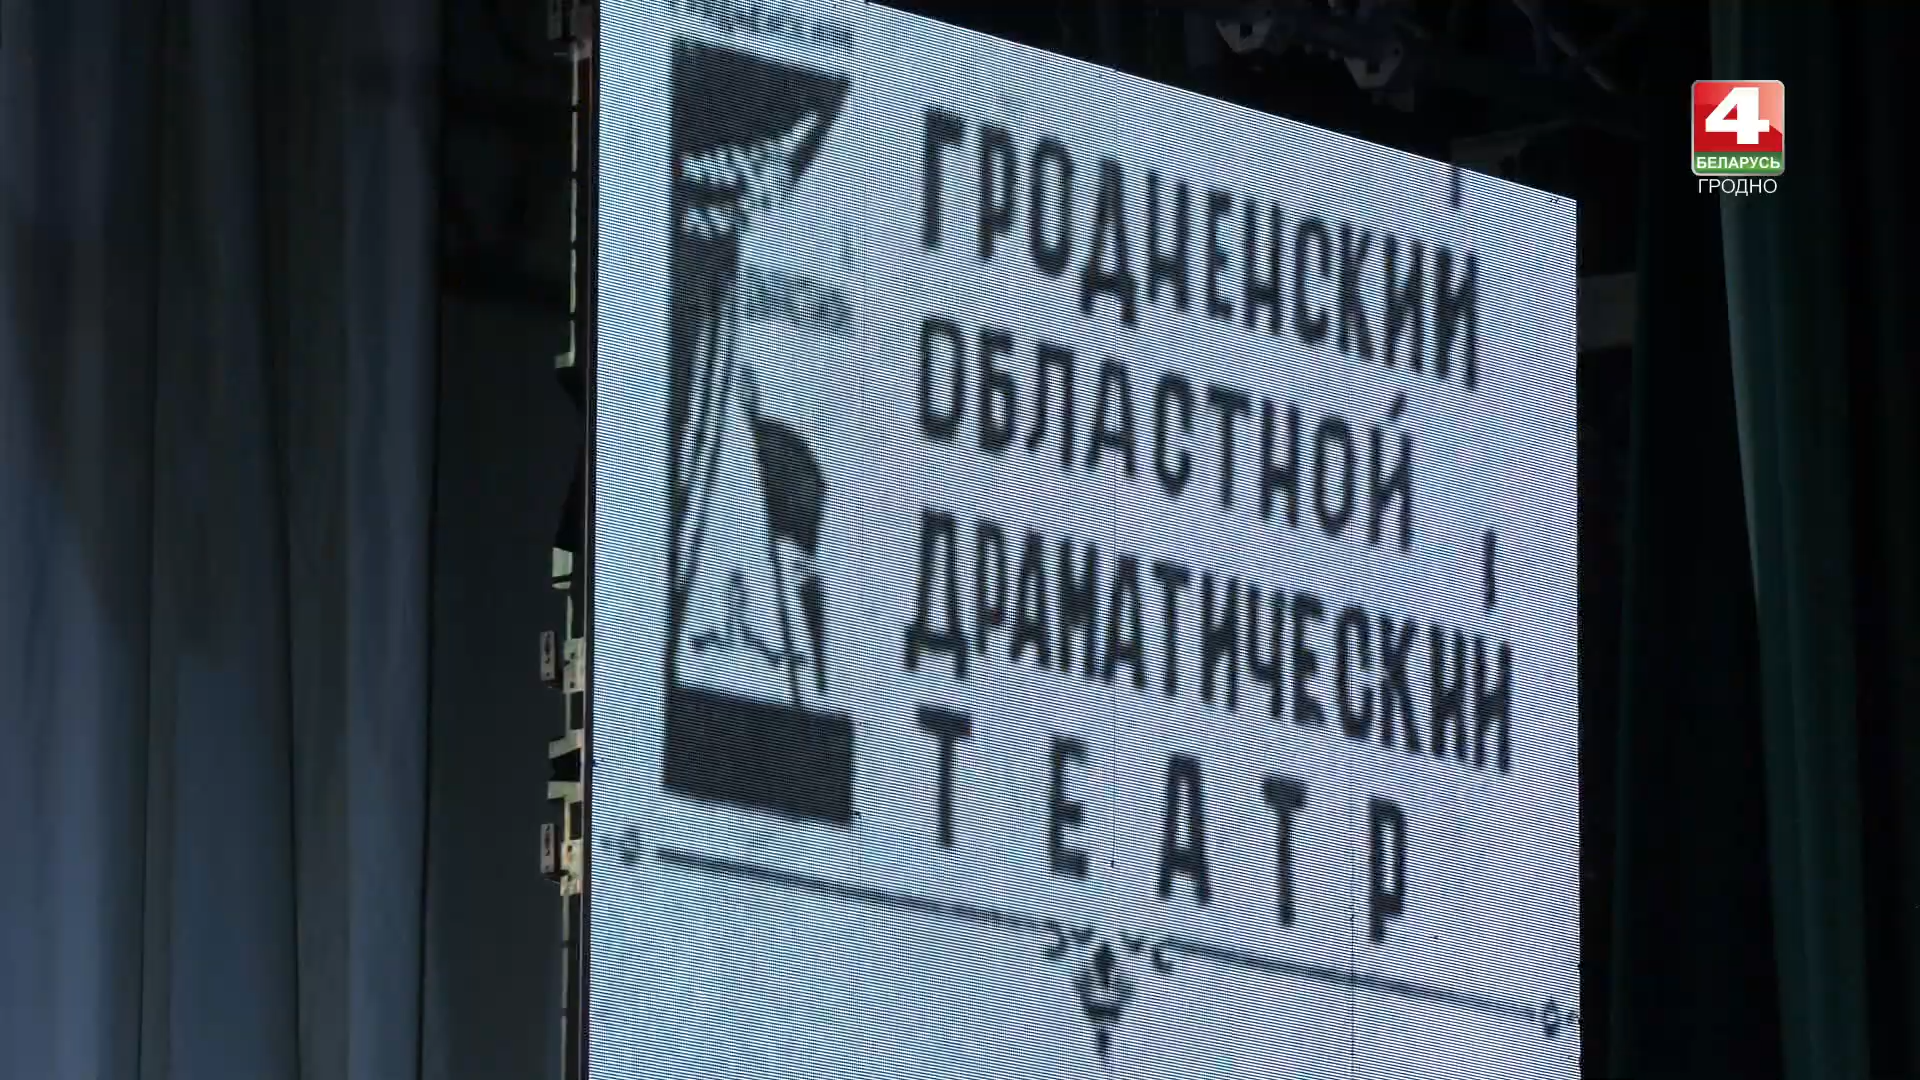 ГРОДНЕНСКИЙ
ОБЛАСТНОЙ
ДРАМАТИЧЕСКИЙ
ТЕАТР
4
БЕЛАРУСЬ
ГРОДНО